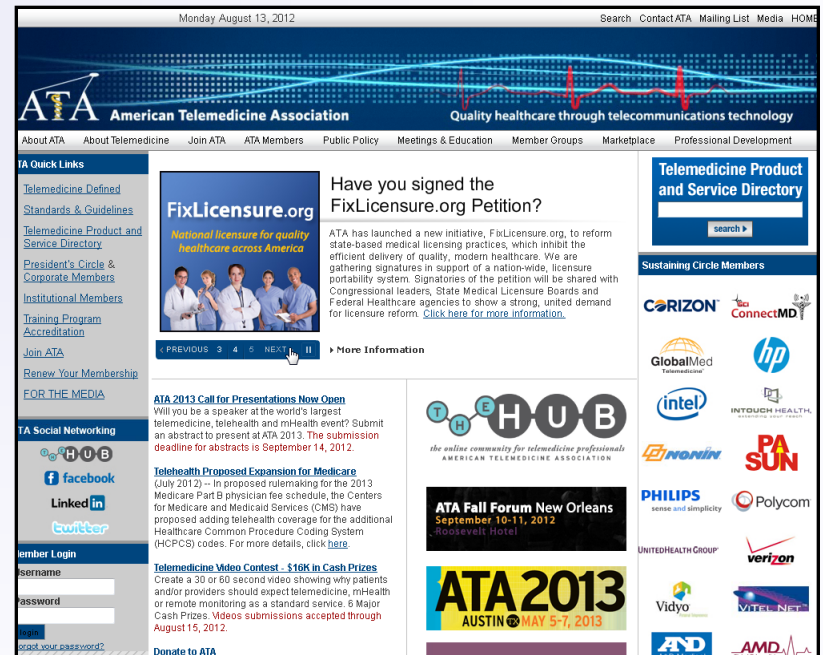 Monday August 13, 2012
Search Contact ATA Mailing List Media HOME
ATA American Telemedicine Association
Quality healthcare through telecommunications technology
About ATA About Telemedicine Join ATA ATA Members Public Policy Meetings & Education Member Groups Marketplace Professional Development
TA Quick Links
Telemedicine Defined
Standards & Guidelines
Telemedicine Product and
Service Directory
President's Circle &
Corporate Members
Institutional Members
Training Program
Accreditation
Join ATA
Renew Your Membership
FOR THE MEDIA
TA Social Networking
THE HUB
facebook
Linked in
twitter
ember Login
sername
assword
login
orgot your password?
FixLicensure.org
National licensure for quality
healthcare across America
PREVIOUS 3 4 5 NEXT
Have you signed the
FixLicensure.org Petition?
ATA has launched a new initiative, FixLicensure.org, to reform
state-based medical licensing practices, which inhibit the
efficient delivery of quality, modern healthcare. We are
gathering signatures in support of a nation-wide, licensure
portability system. Signatories of the petition will be shared with
Congressional leaders, State Medical Licensure Boards and
Federal Healthcare agencies to show a strong, united demand
for licensure reform. Click here for more information.
More Information
ATA 2013 Call for Presentations Now Open
Will you be a speaker at the world's largest
telemedicine, telehealth and mHealth event? Submit
an abstract to present at ATA 2013. The submission
deadline for abstracts is September 14, 2012.
Telehealth Proposed Expansion for Medicare
(July 2012) -- In proposed rulemaking for the 2013
Medicare Part B physician fee schedule, the Centers
for Medicare and Medicaid Services (CMS) have
proposed adding telehealth coverage for the additional
Healthcare Common Procedure Coding System
(HCPCS) codes. For more details, click here.
Telemedicine Video Contest - $16K in Cash Prizes
Create a 30 or 60 second video showing why patients
and/or providers should expect telemedicine, mHealth
or remote monitoring as a standard service. 6 Major
Cash Prizes. Videos submissions accepted through
August 15, 2012.
Donate to ATA
THE HUB
the online community for telemedicine professionals
AMERICAN TELEMEDICINE ASSOCIATION
ATA Fall Forum New Orleans
September 10-11, 2012
Roosevelt Hotel
ATA 2013
AUSTIN TX MAY 5-7, 2013
Telemedicine Product
and Service Directory
search
Sustaining Circle Members
CORIZON
GCI ConnectMD
GlobalMed
Telemedicine
hp
intel
INTOUCH HEALTH
extending your reach
NONIN
PA SUN
PHILIPS
sense and simplicity
Polycom
UNITEDHEALTH GROUP
verizon
Vidyo
VITEL NET
AND
AMD